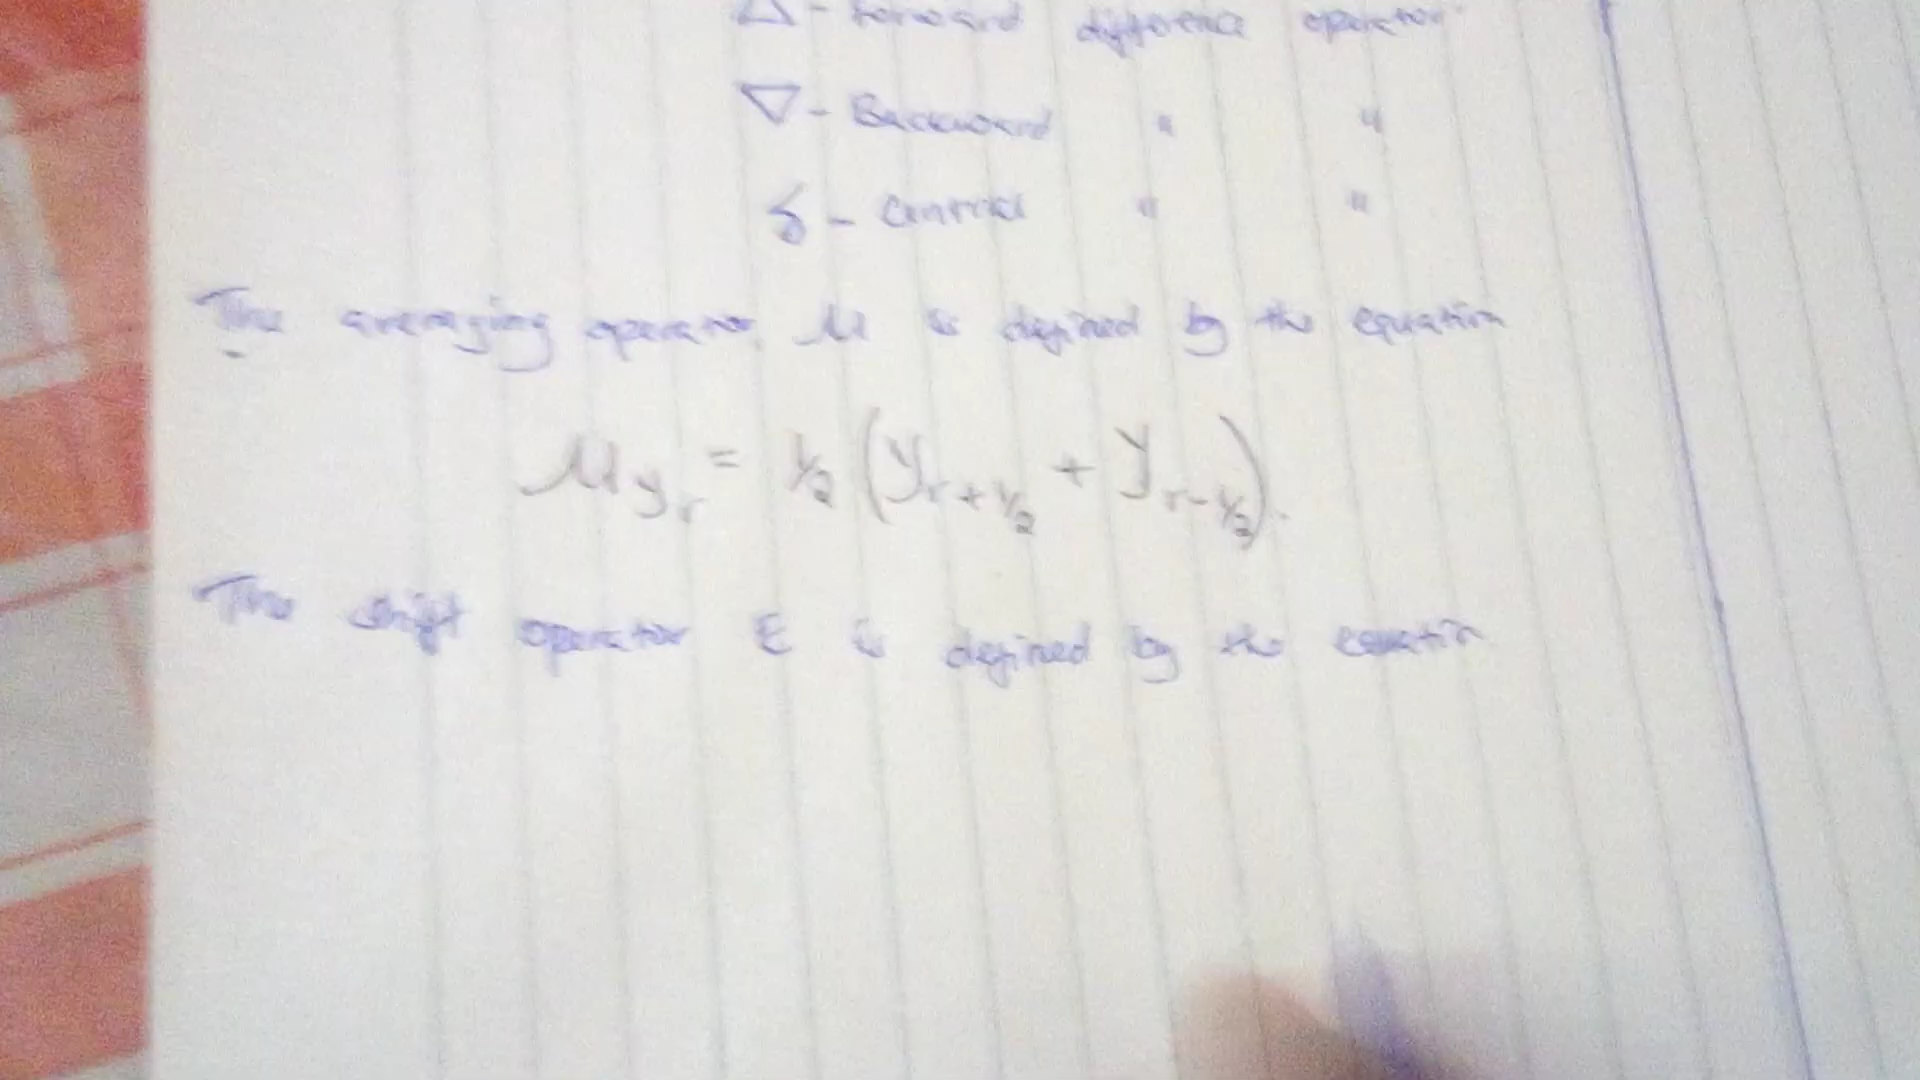 Δ - Forward difference operator
∇ - Backward " "
δ - Central " "
The averaging operator μ is defined by the equation
μy_r = 1/2 (y_{r+1/2} + y_{r-1/2}).
The shift operator E is defined by the equation